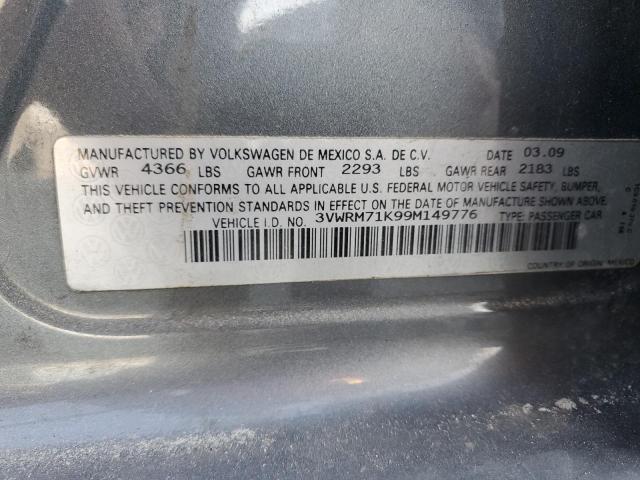 MANUFACTURED BY VOLKSWAGEN DE MEXICO S.A. DE C.V. DATE 03.09
GVWR 4366 LBS GAWR FRONT 2293 LBS GAWR REAR 2183 LBS
THIS VEHICLE CONFORMS TO ALL APPLICABLE U.S. FEDERAL MOTOR VEHICLE SAFETY, BUMPER,
AND THEFT PREVENTION STANDARDS IN EFFECT ON THE DATE OF MANUFACTURE SHOWN ABOVE.
VEHICLE I.D. NO. 3VWRM71K99M149776 TYPE: PASSENGER CAR
COUNTRY OF ORIGIN: MEXICO